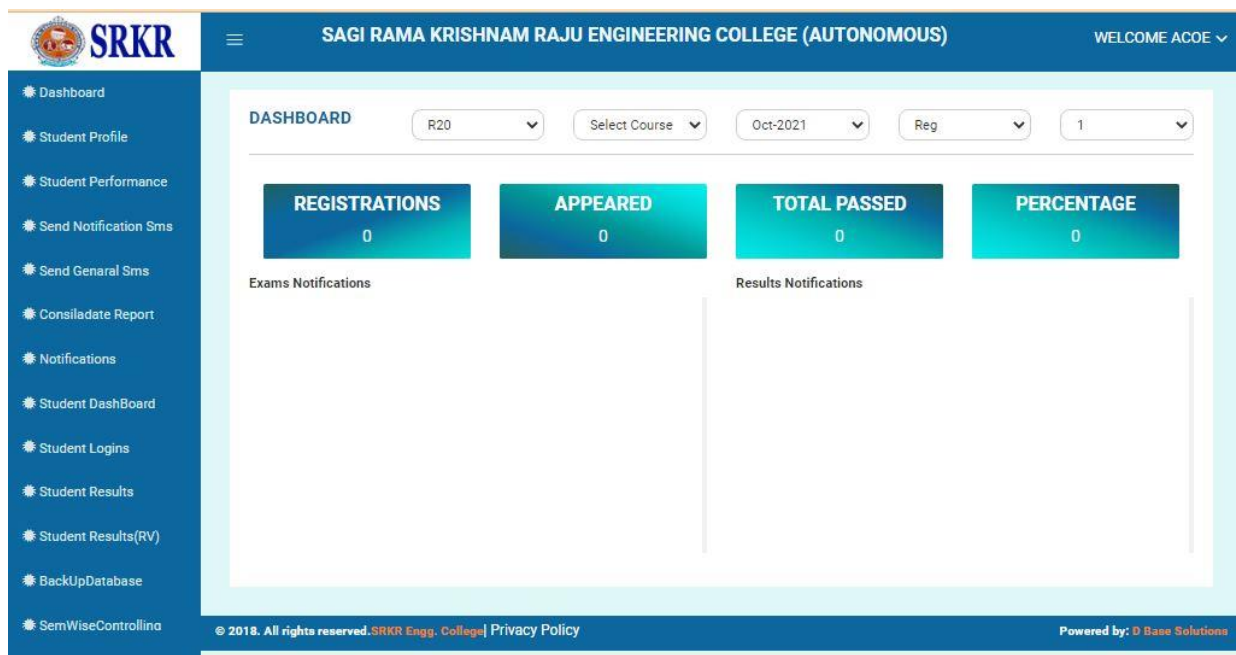 SRKR
SAGI RAMA KRISHNAM RAJU ENGINEERING COLLEGE (AUTONOMOUS)
WELCOME ACOE
Dashboard
Student Profile
Student Performance
Send Notification Sms
Send Genaral Sms
Consiladate Report
Notifications
Student DashBoard
Student Logins
Student Results
Student Results(RV)
BackUpDatabase
SemWiseControlling
DASHBOARD
R20
Select Course
Oct-2021
Reg
1
REGISTRATIONS
0
APPEARED
0
TOTAL PASSED
0
PERCENTAGE
0
Exams Notifications
Results Notifications
© 2018. All rights reserved.SRKR Engg. College| Privacy Policy
Powered by: D Base Solutions